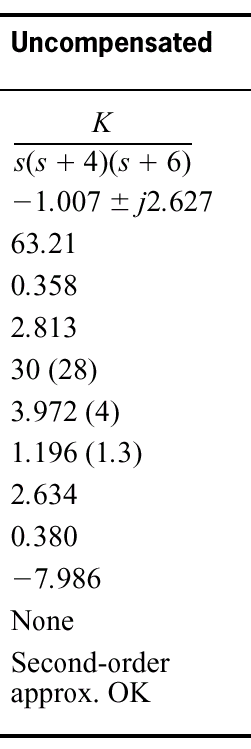 Uncompensated
K
s(s + 4)(s + 6)
−1.007 ± j2.627
63.21
0.358
2.813
30 (28)
3.972 (4)
1.196 (1.3)
2.634
0.380
−7.986
None
Second-order
approx. OK